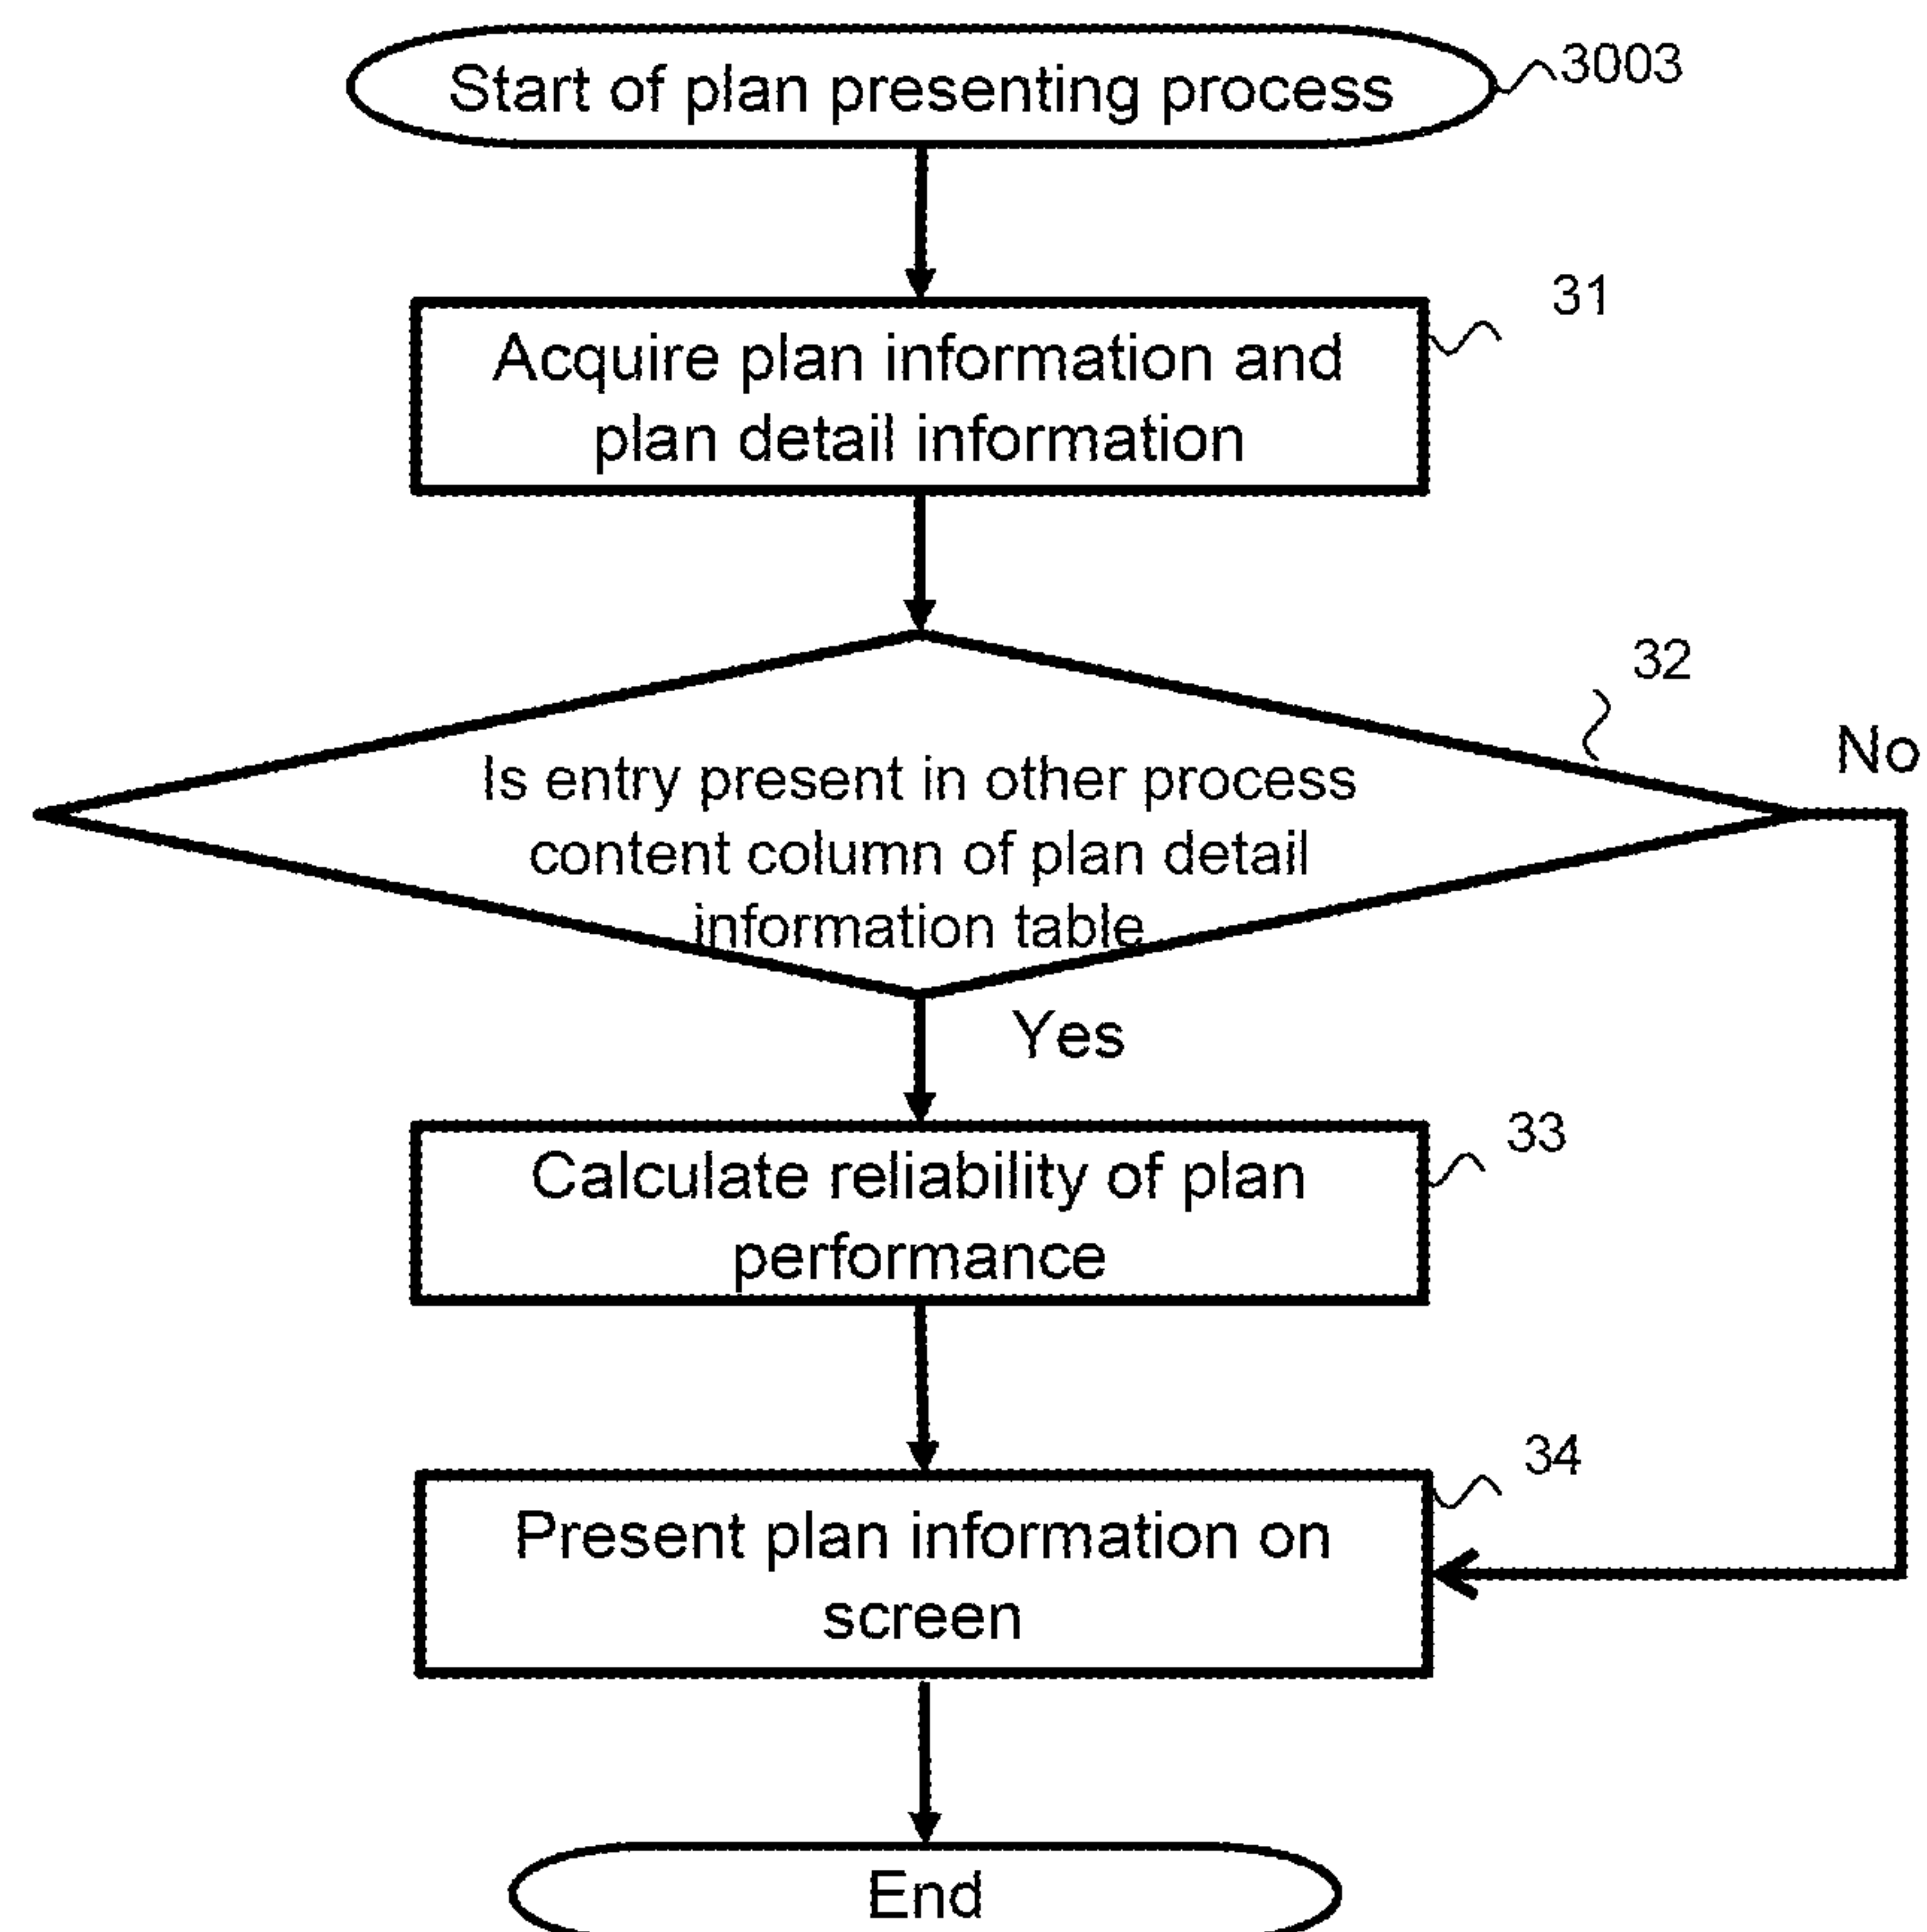 Start of plan presenting process
3003
31
Acquire plan information and
plan detail information
32
No
Is entry present in other process
content column of plan detail
information table
Yes
33
Calculate reliability of plan
performance
34
Present plan information on
screen
End